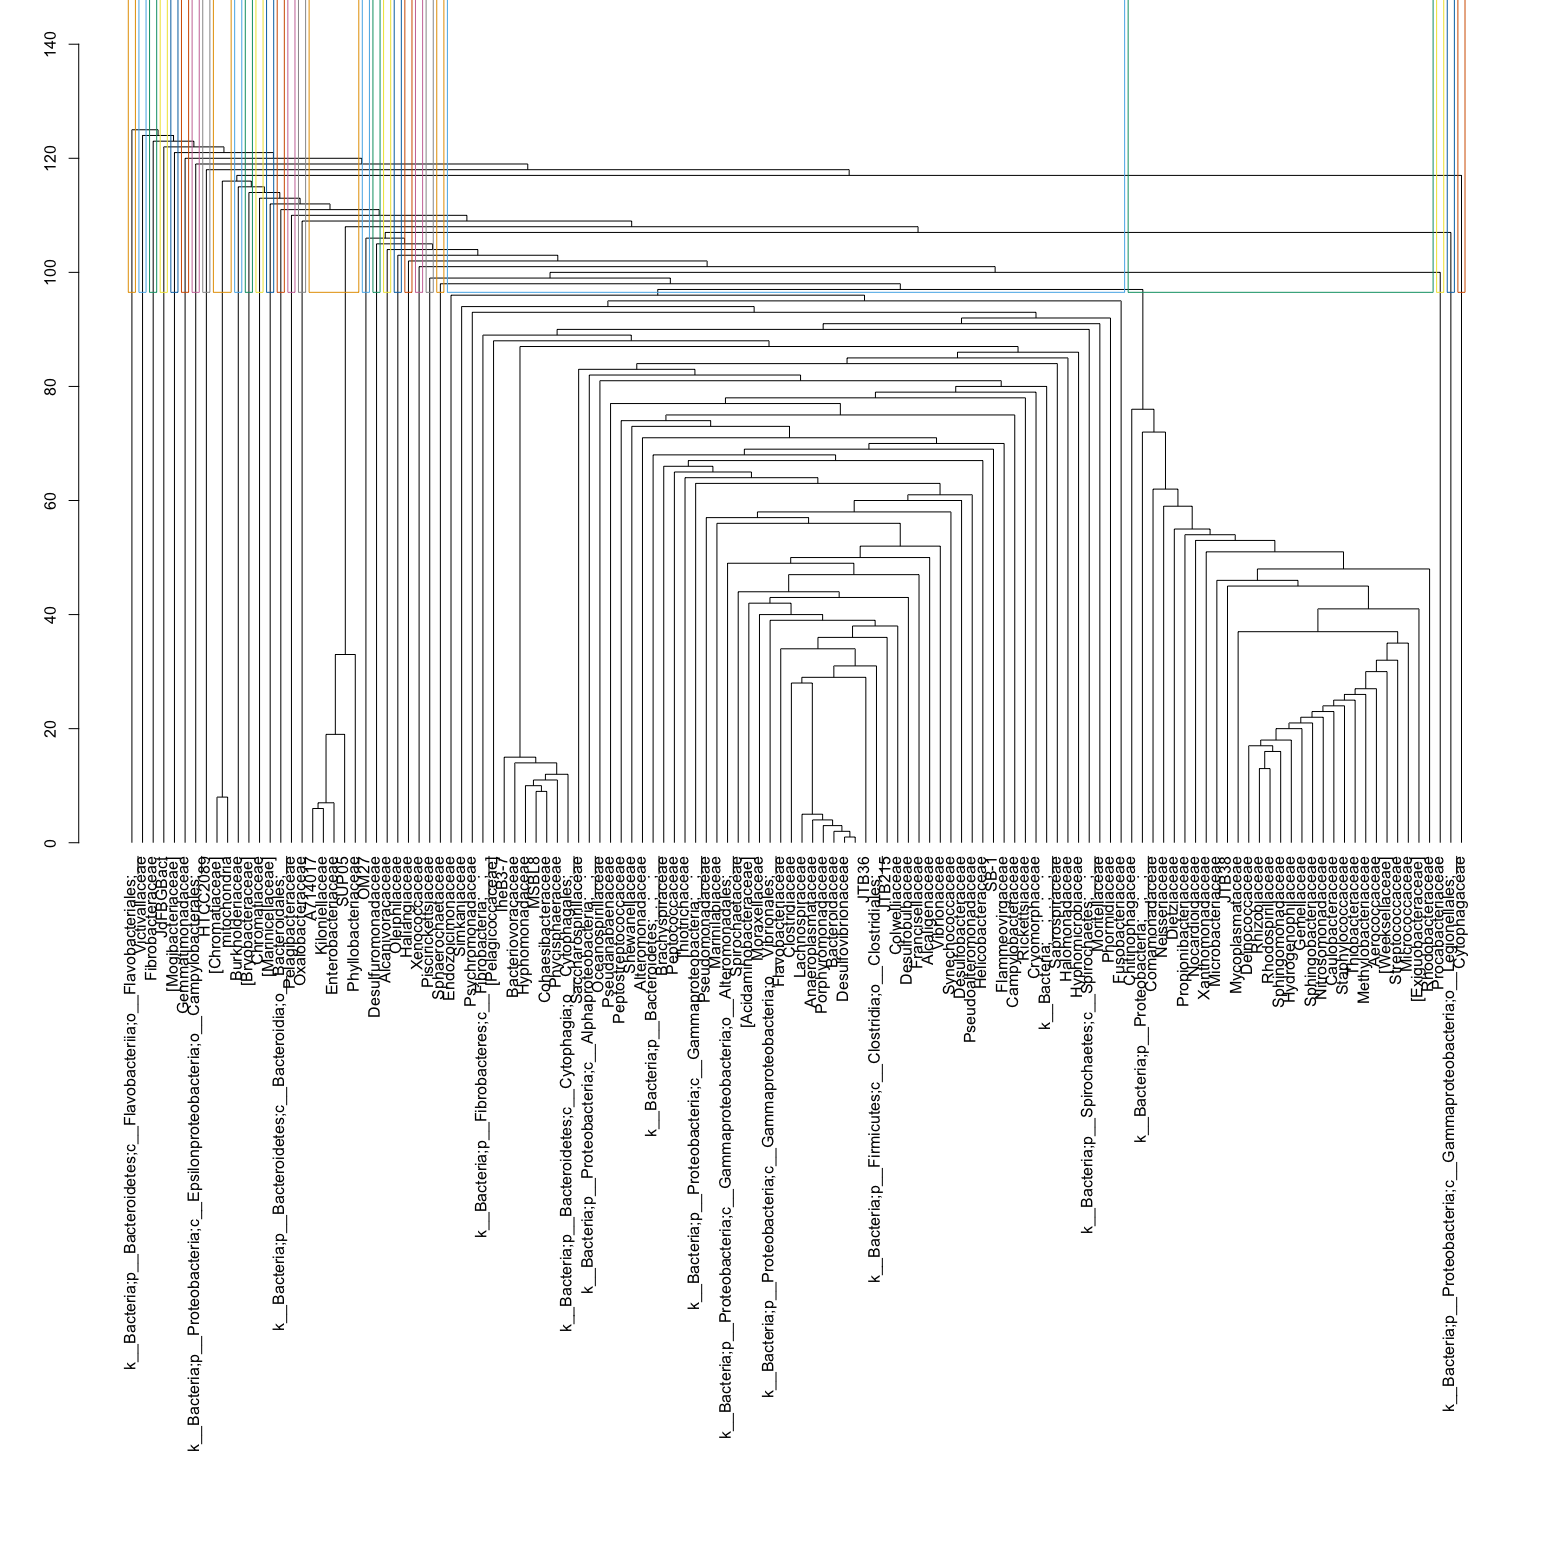 140
120
100
80
60
40
20
0
k__Bacteria;p__Bacteroidetes;c__Flavobacteriia;o__Flavobacteriales;
Fibrobacteraceae
JdFBGBact
[Mogibacteriaceae]
k__Bacteria;p__Proteobacteria;c__Epsilonproteobacteria;o__Campylobacterales;
HTCC2089
[Chromatiaceae]
mitochondria
Burkholderiaceae
[Bryobacteraceae]
Chromatiaceae
[Marinicellaceae]
k__Bacteria;p__Bacteroidetes;c__Bacteroidia;o__Bacteroidales;
Pelagibacteraceae
Oxalobacteraceae
A714017
Kiloniellaceae
Enterobacteriaceae
SUP05
Phyllobacteriaceae
OM27
Desulfuromonadaceae
Alcanivoracaceae
Oleiphilaceae
Xenococcaceae
Piscirickettsiaceae
Sphaerochaetaceae
Endozoicimonaceae
Simkaniaceae
Psychromonadaceae
k__Bacteria;p__Fibrobacteres;c__Fibrobacteria;
[Pelagicoccaceae]
TenB3-7
Bacteriovoracaceae
Hyphomonadaceae
MSBL8
Cohaesibacteraceae
Phycisphaeraceae
k__Bacteria;p__Bacteroidetes;c__Cytophagia;o__Cytophagales;
k__Bacteria;p__Proteobacteria;c__Alphaproteobacteria;
Oceanospirillaceae
Pseudanabaenaceae
Peptostreptococcaceae
Shewanellaceae
Alteromonadaceae
k__Bacteria;p__Bacteroidetes;
Brachyspiraceae
Thiotrichaceae
k__Bacteria;p__Proteobacteria;c__Gammaproteobacteria;
Pseudomonadaceae
k__Bacteria;p__Proteobacteria;c__Gammaproteobacteria;o__Alteromonadales;
Spirochaetaceae
[Acidaminobacteraceae]
Moraxellaceae
k__Bacteria;p__Proteobacteria;c__Gammaproteobacteria;o__Vibrionales;
Flavobacteriaceae
Clostridiaceae
Lachnospiraceae
Anaeroplasmataceae
Porphyromonadaceae
Bacteroidaceae
Desulfovibrionaceae
JTB36
k__Bacteria;p__Firmicutes;c__Clostridia;o__Clostridiales;
JTB215
Colwelliaceae
Desulfobulbaceae
Francisellaceae
Alcaligenaceae
Vibrionaceae
Synechococcaceae
Desulfobacteraceae
Pseudoalteromonadaceae
Helicobacteraceae
SB-1
Flammeovirgaceae
Campylobacteraceae
Rickettsiaceae
Cryomorphaceae
k__Bacteria;
Saprospiraceae
Halomonadaceae
Hyphomicrobiaceae
k__Bacteria;p__Spirochaetes;c__Spirochaetes;
Moritellaceae
Phormidiaceae
Fusobacteriaceae
Chitinophagaceae
k__Bacteria;p__Proteobacteria;
Comamonadaceae
Neisseriaceae
Dietziaceae
Propionibacteriaceae
Nocardioidaceae
Xanthomonadaceae
Microbacteriaceae
JTB38
Mycoplasmataceae
Deinococcaceae
Rhizobiaceae
Rhodospirillaceae
Sphingomonadaceae
Hydrogenophilaceae
Gemellaceae
Sphingobacteriaceae
Nitrosomonadaceae
Caulobacteraceae
Staphylococcaceae
Thiobacteraceae
Methylobacteriaceae
Aerococcaceae
[Weeksellaceae]
Streptococcaceae
Micrococcaceae
[Exiguobacteraceae]
Rhodobacteraceae
Procabacteriaceae
k__Bacteria;p__Proteobacteria;c__Gammaproteobacteria;o__Legionellales;
Cytophagaceae